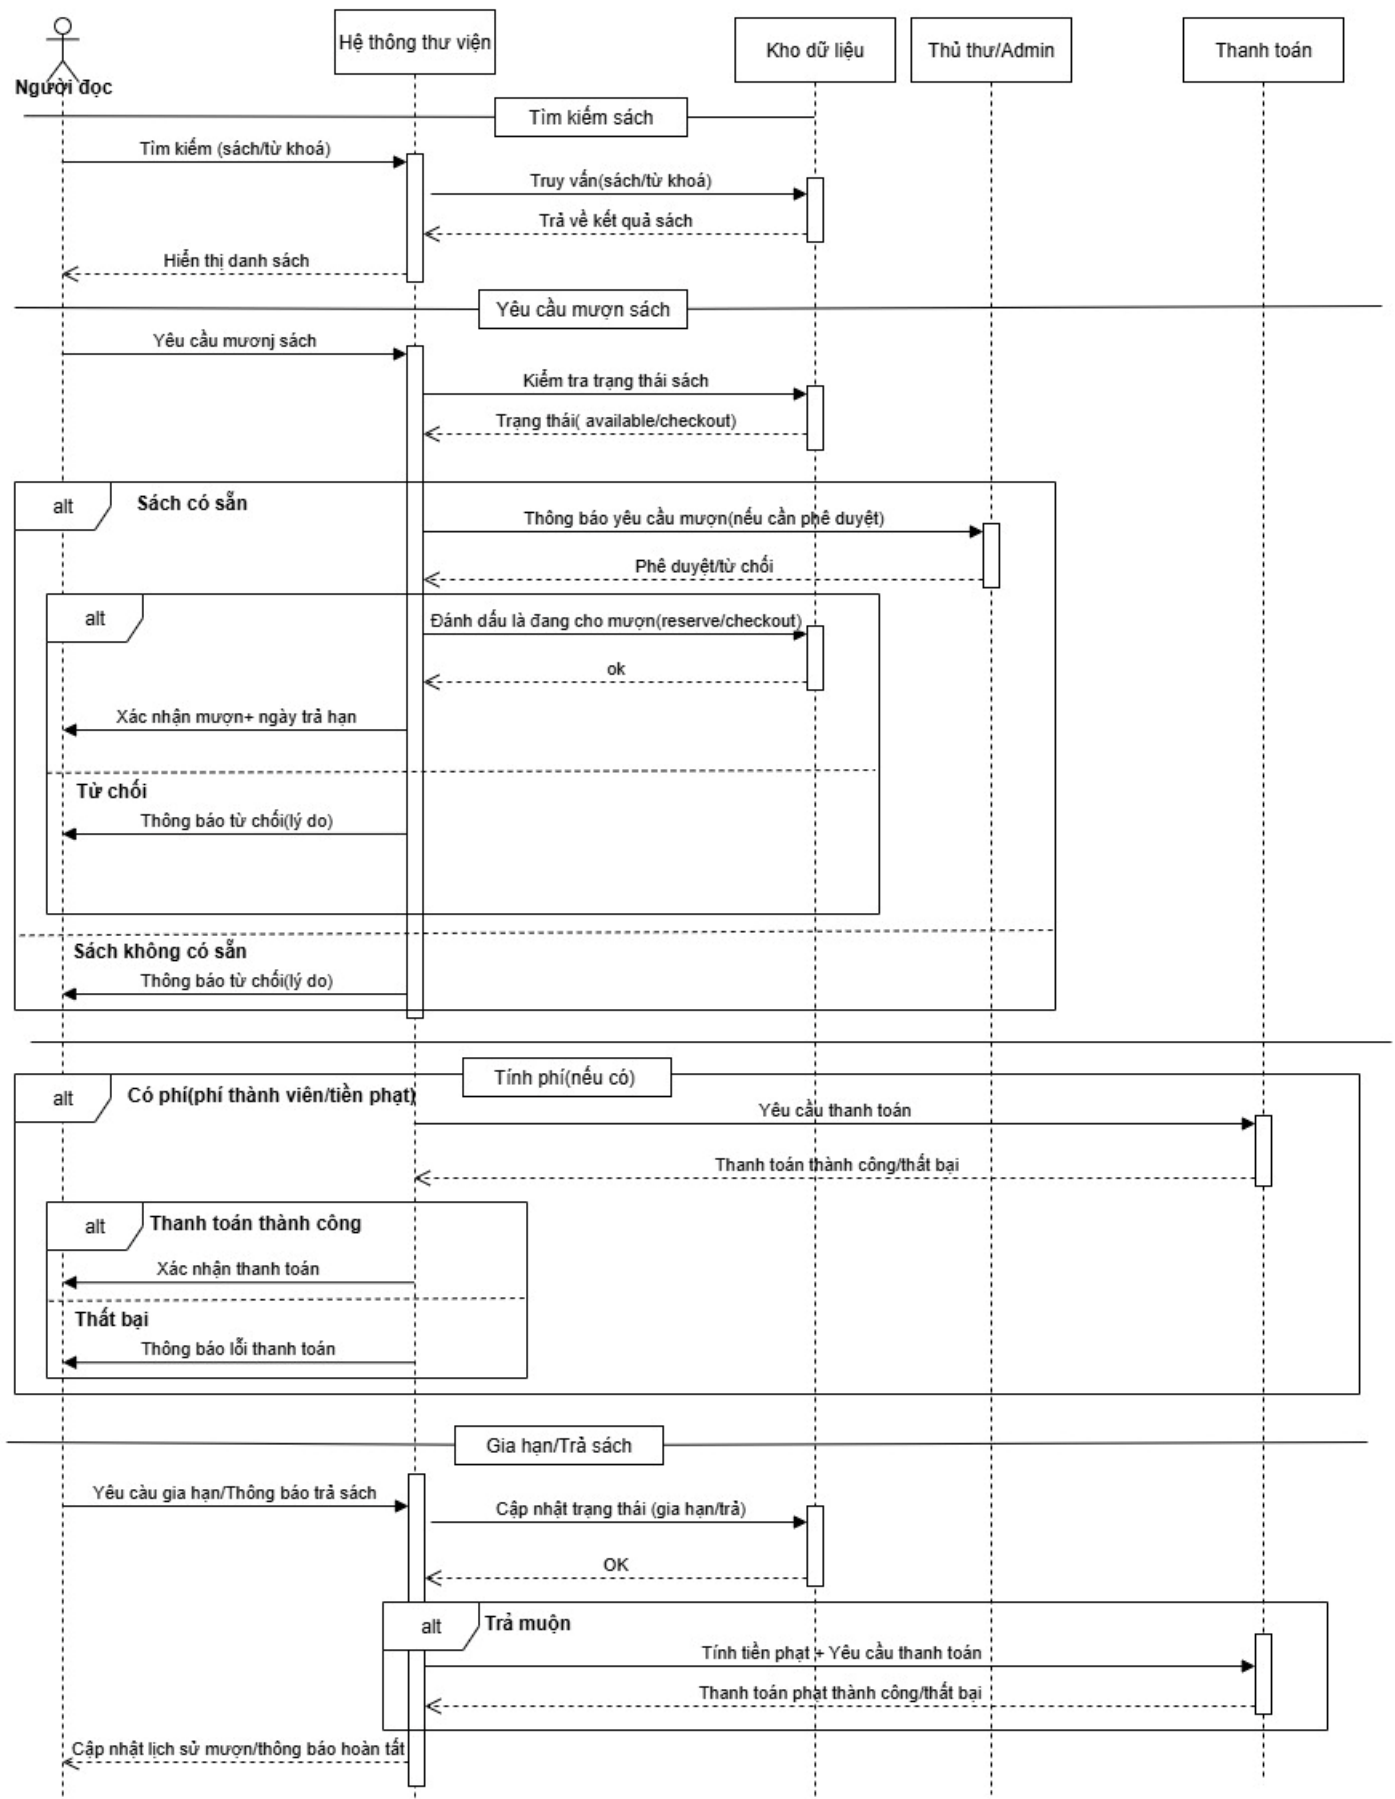 Người đọc
Hệ thống thư viện
Kho dữ liệu
Thủ thư/Admin
Thanh toán
Tìm kiếm sách
Tìm kiếm (sách/từ khoá)
Truy vấn(sách/từ khoá)
Trả về kết quả sách
Hiển thị danh sách
Yêu cầu mượn sách
Yêu cầu mươnj sách
Kiểm tra trạng thái sách
Trạng thái( available/checkout)
alt
Sách có sẵn
Thông báo yêu cầu mượn(nếu cần phê duyệt)
Phê duyệt/từ chối
alt
Đánh dấu là đang cho mượn(reserve/checkout)
ok
Xác nhận mượn+ ngày trả hạn
Từ chối
Thông báo từ chối(lý do)
Sách không có sẵn
Thông báo từ chối(lý do)
Tính phí(nếu có)
alt
Có phí(phí thành viên/tiền phạt)
Yêu cầu thanh toán
Thanh toán thành công/thất bại
alt
Thanh toán thành công
Xác nhận thanh toán
Thất bại
Thông báo lỗi thanh toán
Gia hạn/Trả sách
Yêu càu gia hạn/Thông báo trả sách
Cập nhật trạng thái (gia hạn/trả)
OK
alt
Trả muộn
Tính tiền phạt + Yêu cầu thanh toán
Thanh toán phạt thành công/thất bại
Cập nhật lịch sử mượn/thông báo hoàn tất